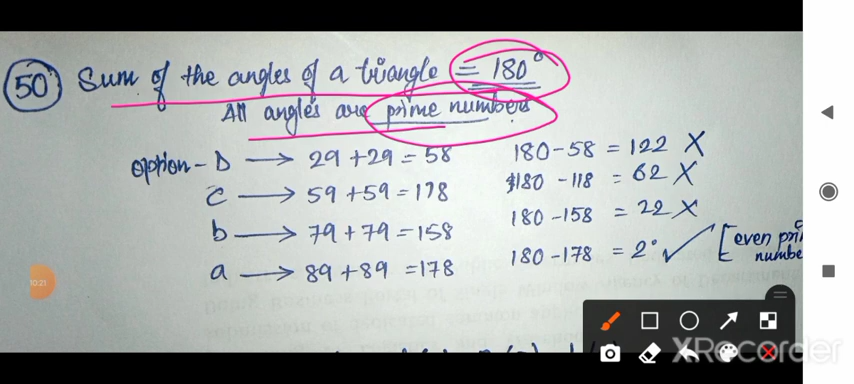 50 Sum of the angles of a triangle = 180°
All angles are prime numbers
option - D → 29 + 29 = 58 180 - 58 = 122 X
C → 59 + 59 = 118 180 - 118 = 62 X
b → 79 + 79 = 158 180 - 158 = 22 X
a → 89 + 89 = 178 180 - 178 = 2° ✓ [even pri
numbe
10:21
XRecorder